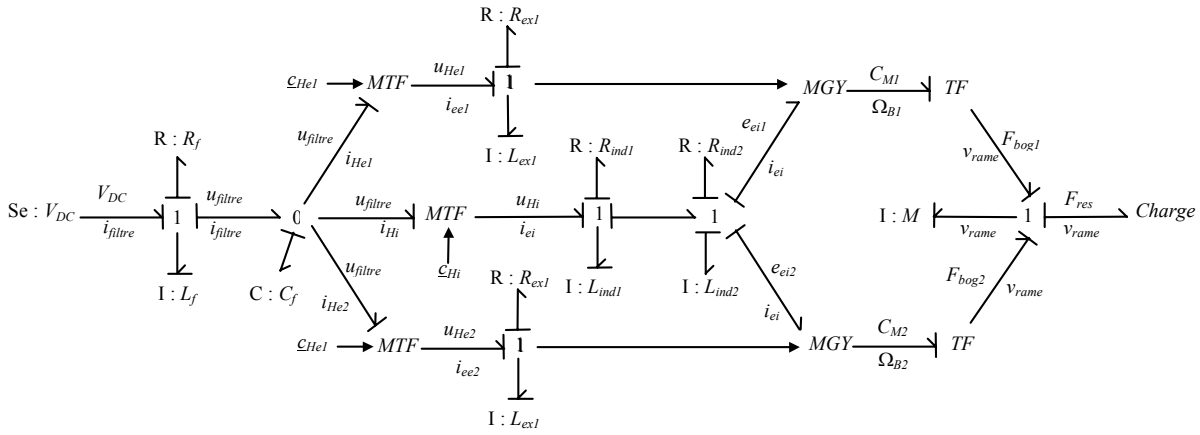 R : R_ex1
c_He1 MTF u_He1 1 MGY C_M1 TF
i_ee1 Ω_B1
u_filtre I : L_ex1 e_ei1 F_bog1
R : R_f i_He1 R : R_ind1 R : R_ind2 i_ei v_rame
Se : V_DC V_DC 1 u_filtre 0 u_filtre MTF u_Hi 1 1 I : M 1 F_res Charge
i_filtre i_filtre i_Hi i_ei v_rame v_rame
I : L_f C : C_f u_filtre c_Hi I : L_ind1 I : L_ind2 e_ei2 F_bog2
i_He2 R : R_ex1 i_ei v_rame
c_He1 MTF u_He2 1 MGY C_M2 TF
i_ee2 Ω_B2
I : L_ex1